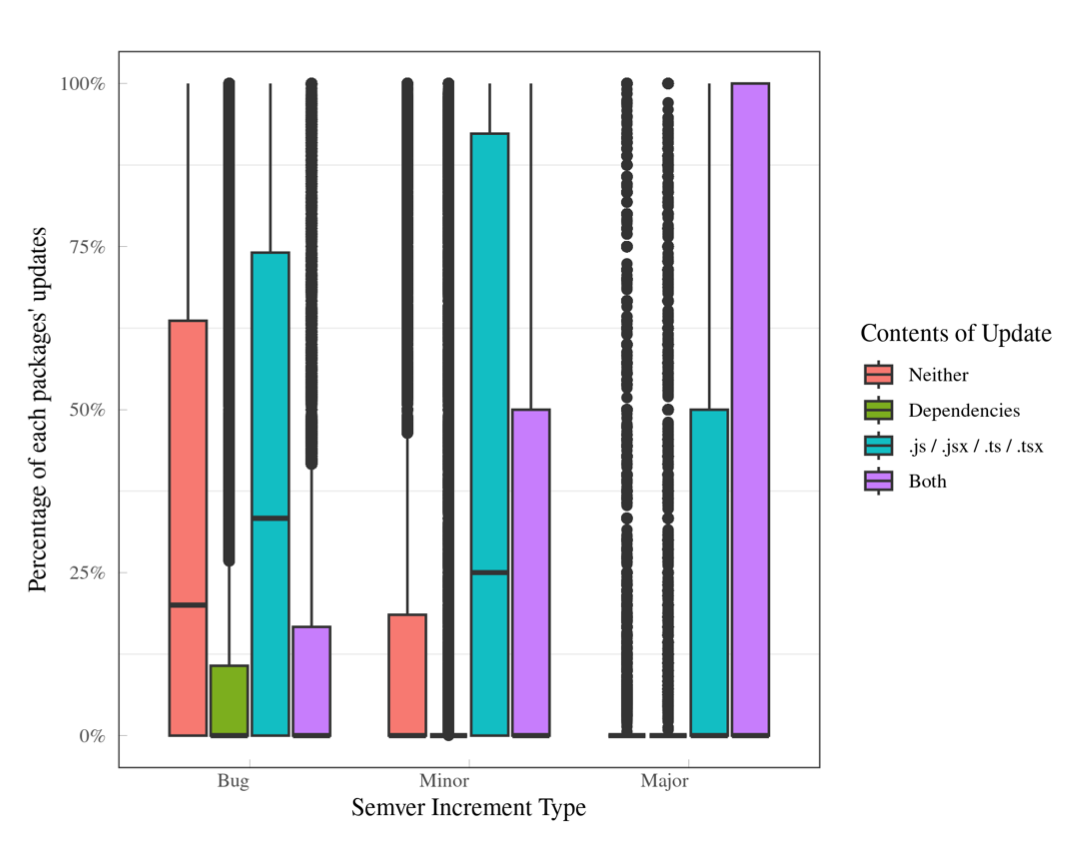 Percentage of each packages' updates
100%
75%
50%
25%
0%
Bug
Minor
Major
Semver Increment Type
Contents of Update
Neither
Dependencies
.js / .jsx / .ts / .tsx
Both